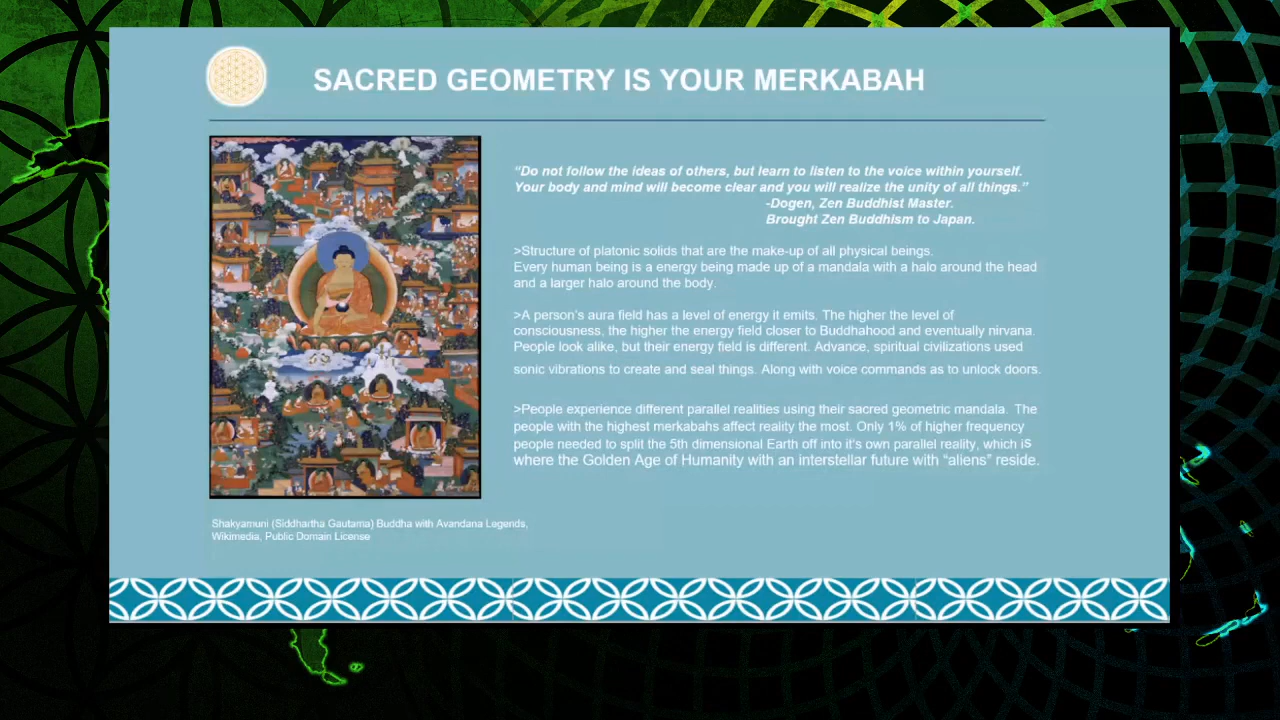 SACRED GEOMETRY IS YOUR MERKABAH
“Do not follow the ideas of others, but learn to listen to the voice within yourself.
Your body and mind will become clear and you will realize the unity of all things.”
-Dogen, Zen Buddhist Master.
Brought Zen Buddhism to Japan.
>Structure of platonic solids that are the make-up of all physical beings.
Every human being is a energy being made up of a mandala with a halo around the head
and a larger halo around the body.
>A person’s aura field has a level of energy it emits. The higher the level of
consciousness, the higher the energy field closer to Buddhahood and eventually nirvana.
People look alike, but their energy field is different. Advance, spiritual civilizations used
sonic vibrations to create and seal things. Along with voice commands as to unlock doors.
>People experience different parallel realities using their sacred geometric mandala. The
people with the highest merkabahs affect reality the most. Only 1% of higher frequency
people needed to split the 5th dimensional Earth off into it’s own parallel reality, which is
where the Golden Age of Humanity with an interstellar future with “aliens” reside.
Shakyamuni (Siddhartha Gautama) Buddha with Avandana Legends,
Wikimedia, Public Domain License